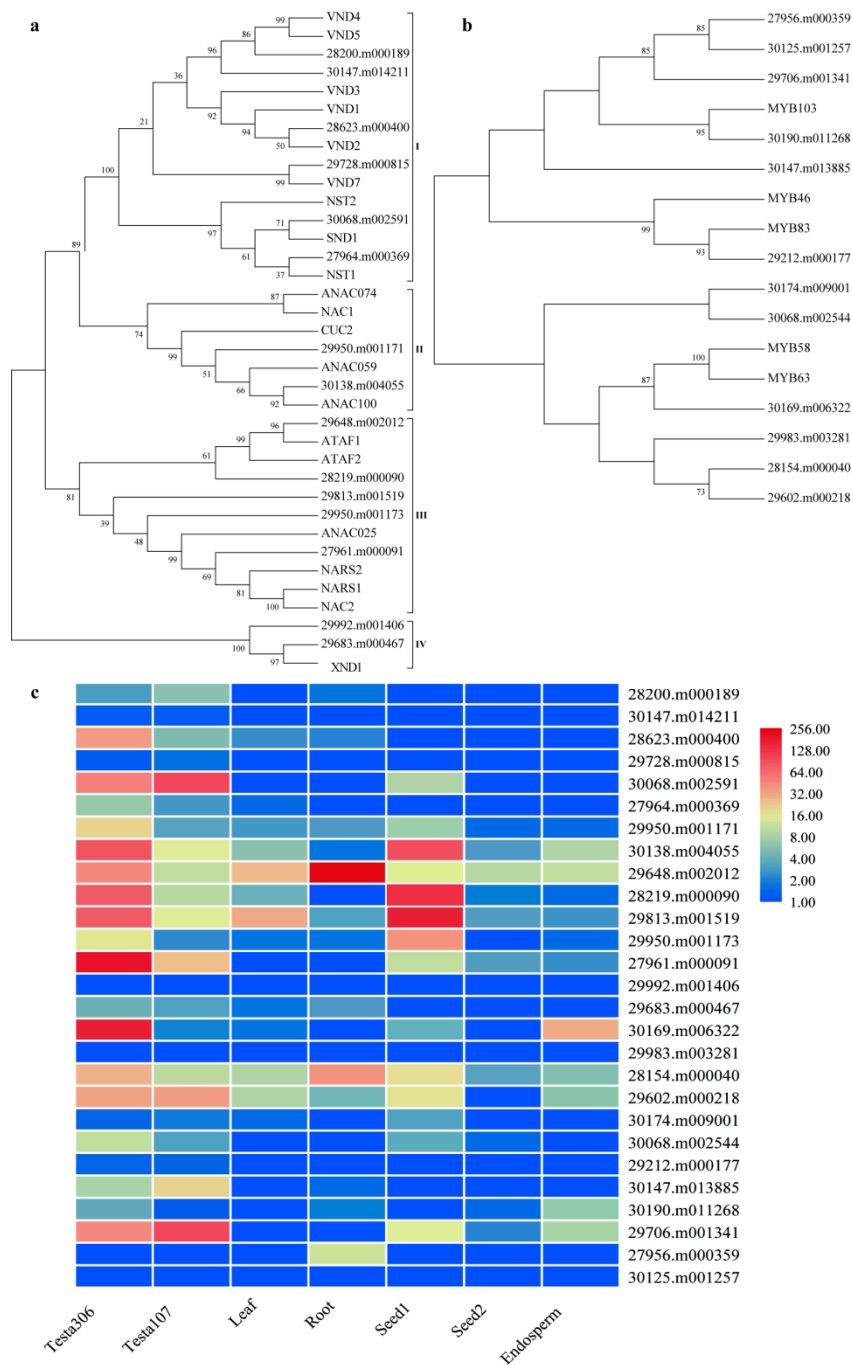 a
VND4
VND5
28200.m000189
30147.m014211
VND3
VND1
28623.m000400
VND2
29728.m000815
VND7
NST2
30068.m002591
SND1
27964.m000369
NST1
ANAC074
NAC1
CUC2
29950.m001171
ANAC059
30138.m004055
ANAC100
29648.m002012
ATAF1
ATAF2
28219.m000090
29813.m001519
29950.m001173
ANAC025
27961.m000091
NARS2
NARS1
NAC2
29992.m001406
29683.m000467
XND1
99
86
96
36
92
94
50
21
99
100
97
71
61
37
89
87
74
99
51
66
92
96
99
61
81
39
48
99
69
81
100
100
97
I
II
III
IV
b
27956.m000359
30125.m001257
29706.m001341
MYB103
30190.m011268
30147.m013885
MYB46
MYB83
29212.m000177
30174.m009001
30068.m002544
MYB58
MYB63
30169.m006322
29983.m003281
28154.m000040
29602.m000218
85
85
95
99
93
100
87
73
c
28200.m000189
30147.m014211
28623.m000400
29728.m000815
30068.m002591
27964.m000369
29950.m001171
30138.m004055
29648.m002012
28219.m000090
29813.m001519
29950.m001173
27961.m000091
29992.m001406
29683.m000467
30169.m006322
29983.m003281
28154.m000040
29602.m000218
30174.m009001
30068.m002544
29212.m000177
30147.m013885
30190.m011268
29706.m001341
27956.m000359
30125.m001257
256.00
128.00
64.00
32.00
16.00
8.00
4.00
2.00
1.00
Testa306
Testa107
Leaf
Root
Seed1
Seed2
Endosperm